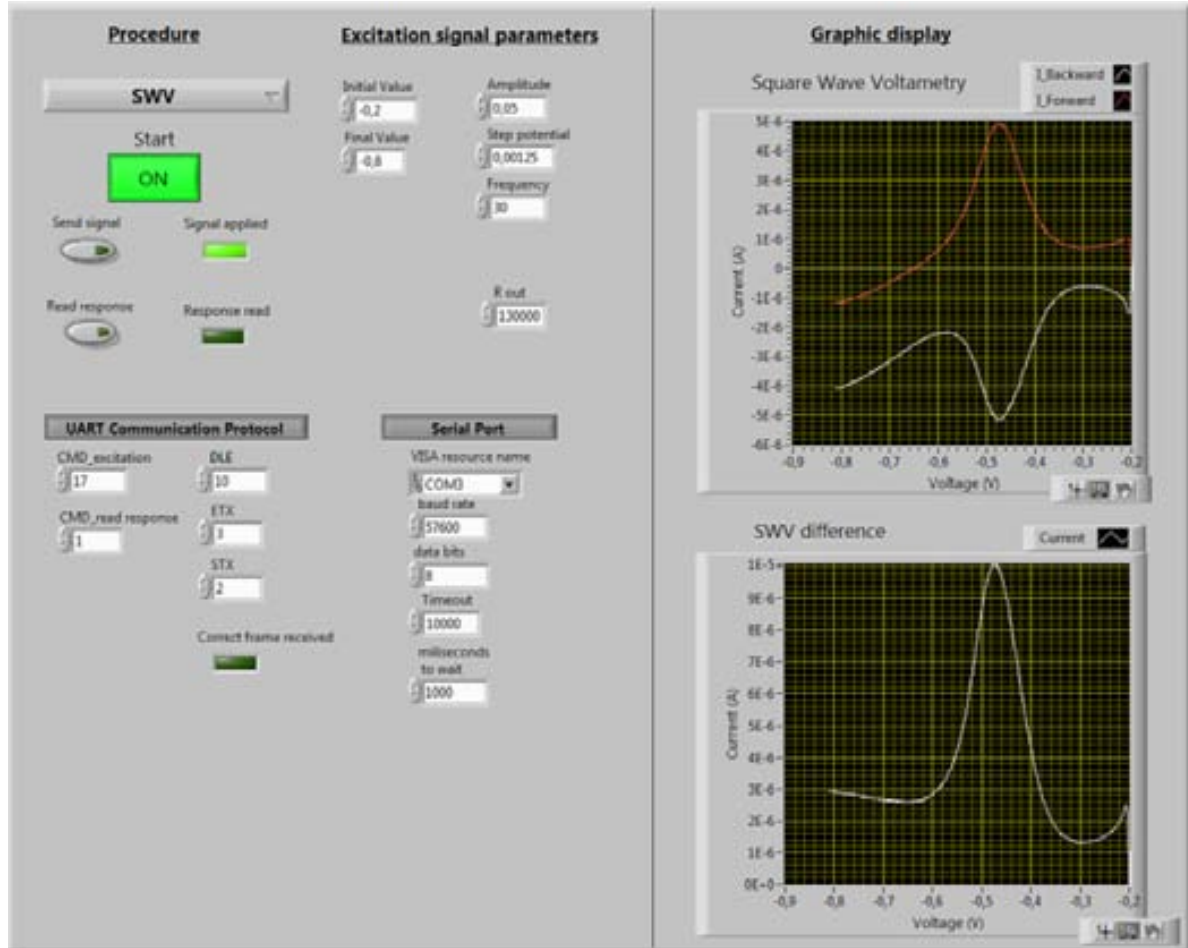 Procedure
SWV
Start
ON
Send signal
Signal applied
Read response
Response read
Excitation signal parameters
Initial Value
-0,2
Final Value
-0,8
Amplitude
0,05
Step potential
0,00125
Frequency
30
R out
130000
UART Communication Protocol
CMD_excitation
17
CMD_read response
1
DLE
10
ETX
3
STX
2
Correct frame received
Serial Port
VISA resource name
COM3
baud rate
57600
data bits
8
Timeout
10000
miliseconds
to wait
1000
Graphic display
Square Wave Voltametry
I_Backward
I_Forward
5E-6
4E-6
3E-6
2E-6
1E-6
0
-1E-6
-2E-6
-3E-6
-4E-6
-5E-6
-6E-6
Current (A)
-0,9 -0,8 -0,7 -0,6 -0,5 -0,4 -0,3 -0,2
Voltage (V)
SWV difference
Current
1E-5
9E-6
8E-6
7E-6
6E-6
5E-6
4E-6
3E-6
2E-6
1E-6
0E+0
Current (A)
-0,9 -0,8 -0,7 -0,6 -0,5 -0,4 -0,3 -0,2
Voltage (V)